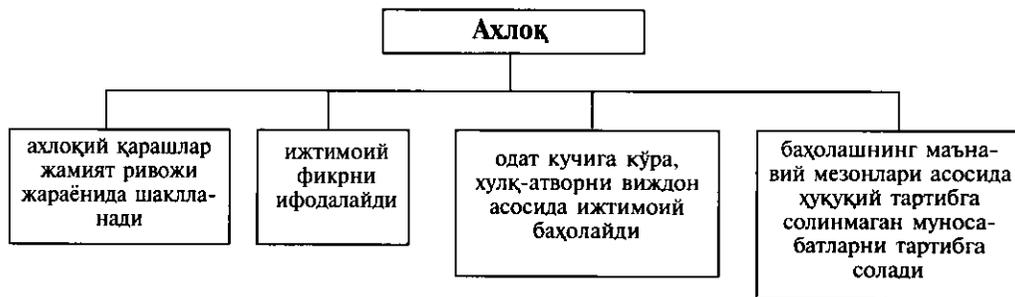 Ахлоқ
ахлоқий қарашлар
жамият ривожи
жараёнида шаклла-
нади
ижтимоий
фикрни
ифодалайди
одат кучига кўра,
хулқ-атворни виждон
асосида ижтимоий
баҳолайди
баҳолашнинг маъна-
вий мезонлари асосида
ҳуқуқий тартибга
солинмаган муноса-
батларни тартибга
солади